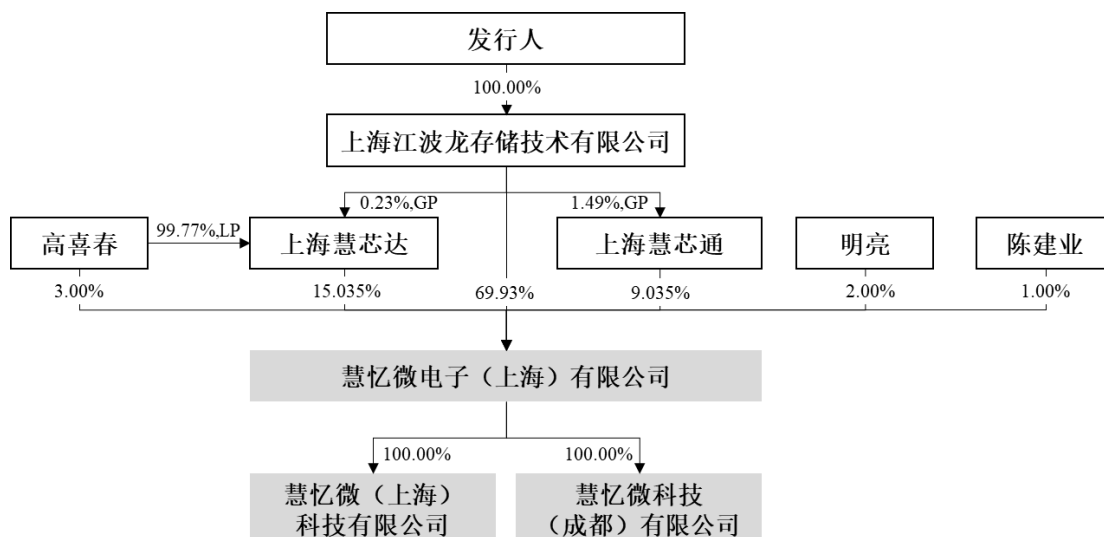 发行人
100.00%
上海江波龙存储技术有限公司
0.23%,GP
1.49%,GP
高喜春
99.77%,LP
上海慧芯达
上海慧芯通
明亮
陈建业
3.00%
15.035%
69.93%
9.035%
2.00%
1.00%
慧忆微电子（上海）有限公司
100.00%
100.00%
慧忆微（上海）
科技有限公司
慧忆微科技
（成都）有限公司